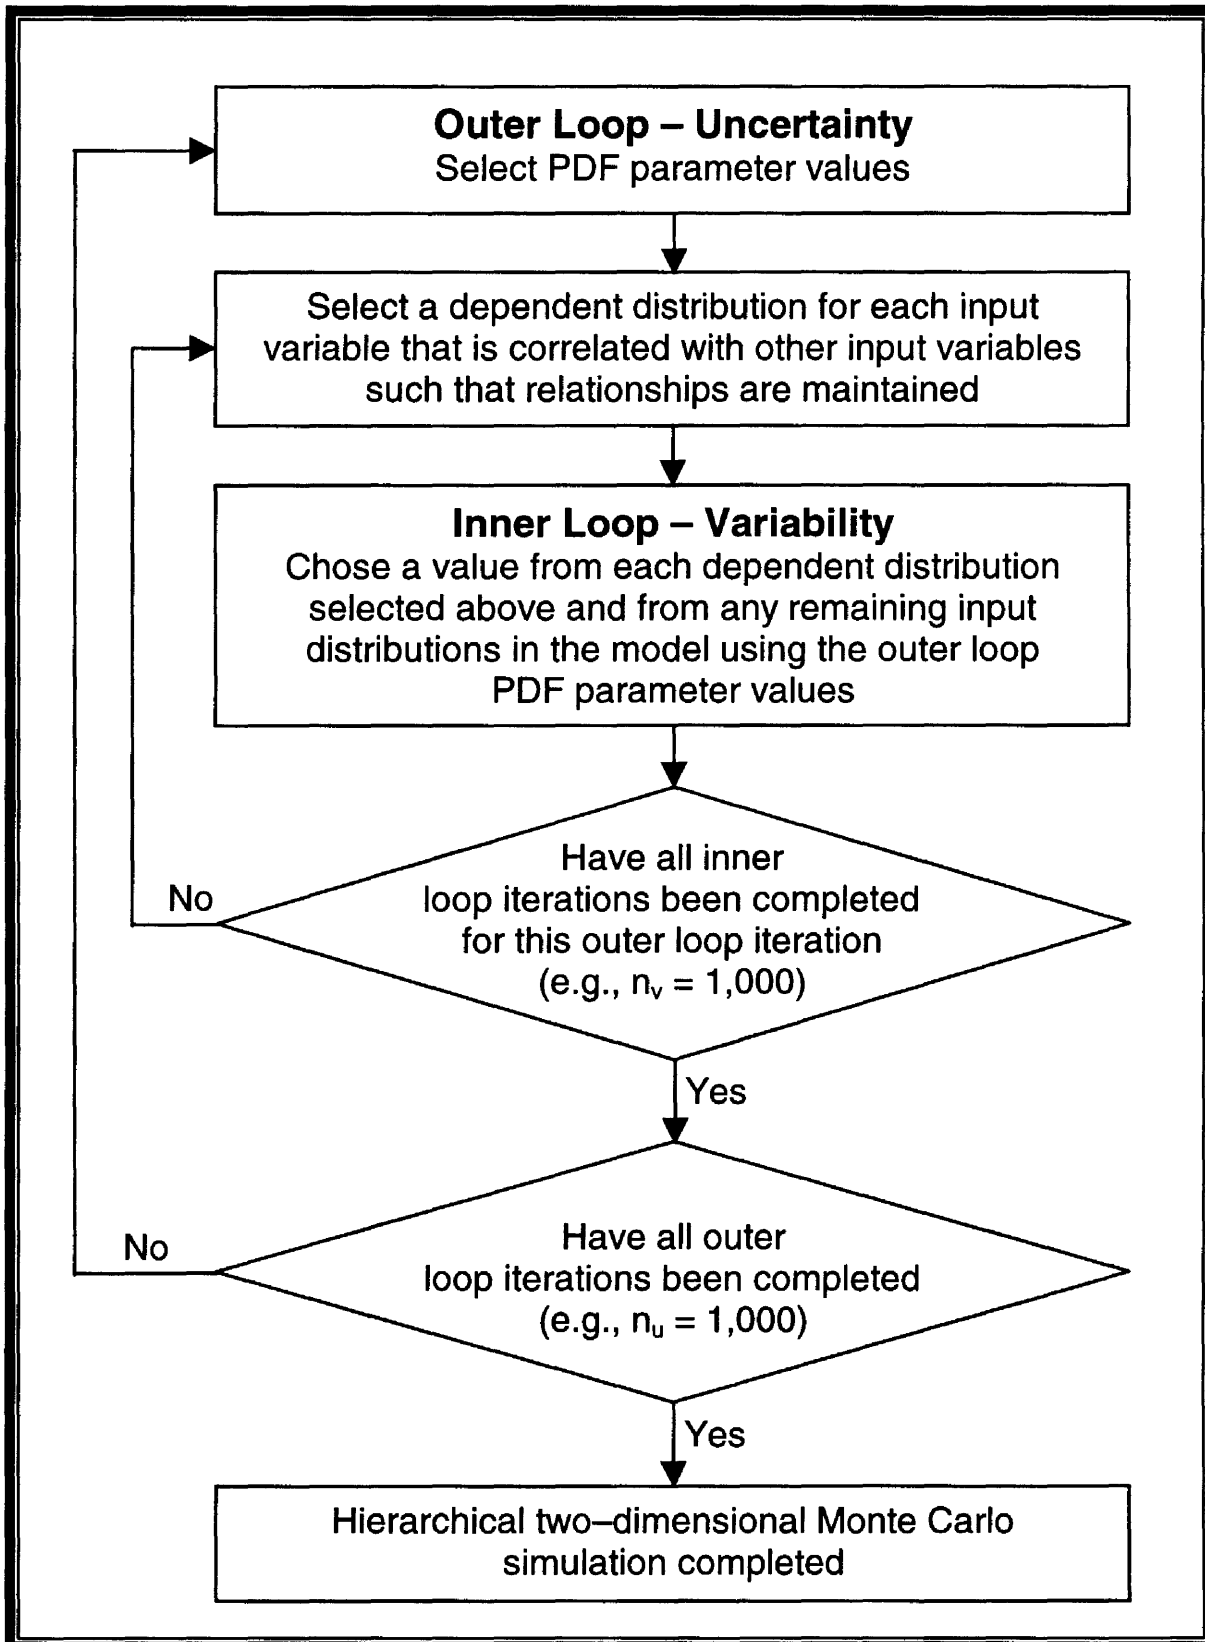 Outer Loop – Uncertainty
Select PDF parameter values
Select a dependent distribution for each input
variable that is correlated with other input variables
such that relationships are maintained
Inner Loop – Variability
Chose a value from each dependent distribution
selected above and from any remaining input
distributions in the model using the outer loop
PDF parameter values
Have all inner
loop iterations been completed
for this outer loop iteration
(e.g., nᵥ = 1,000)
No
Yes
Have all outer
loop iterations been completed
(e.g., nᵤ = 1,000)
No
Yes
Hierarchical two–dimensional Monte Carlo
simulation completed